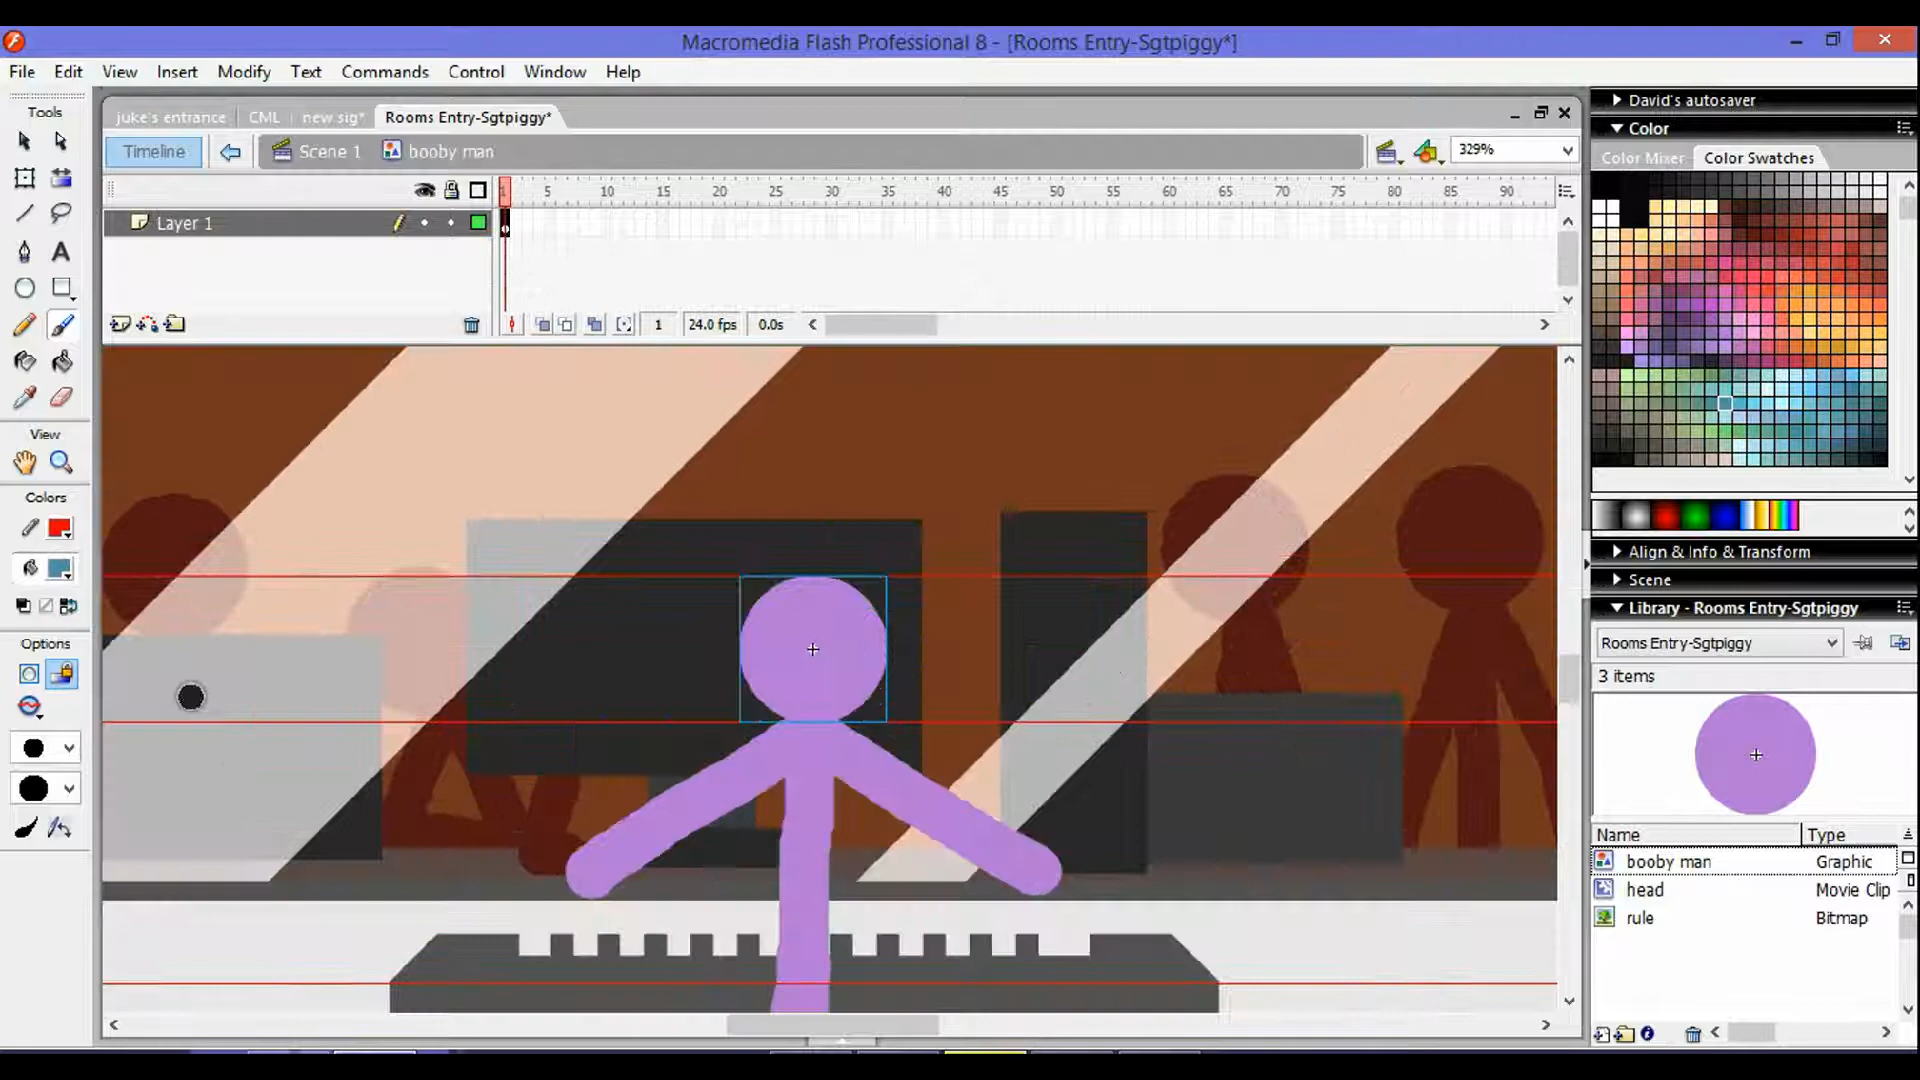 Macromedia Flash Professional 8 - [Rooms Entry-Sgtpiggy*]
File Edit View Insert Modify Text Commands Control Window Help
Tools
juke's entrance CML new sig* Rooms Entry-Sgtpiggy*
Timeline Scene 1 booby man 329%
1 5 10 15 20 25 30 35 40 45 50 55 60 65 70 75 80 85 90
Layer 1
1 24.0 fps 0.0s
View
Colors
Options
David's autosaver
Color
Color Mixer Color Swatches
Align & Info & Transform
Scene
Library - Rooms Entry-Sgtpiggy
Rooms Entry-Sgtpiggy
3 items
Name Type
booby man Graphic
head Movie Clip
rule Bitmap